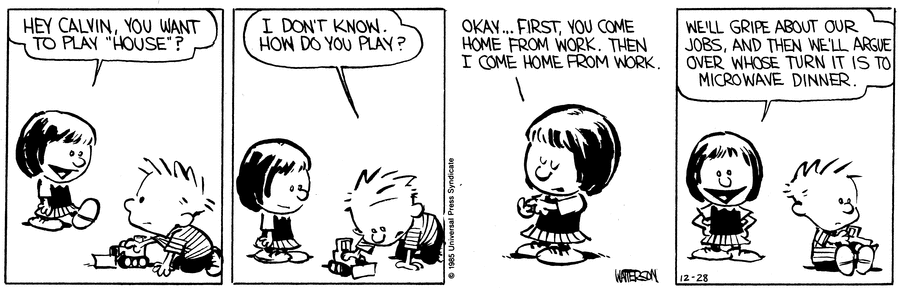 HEY CALVIN, YOU WANT
TO PLAY "HOUSE"?
I DON'T KNOW.
HOW DO YOU PLAY?
© 1985 Universal Press Syndicate
OKAY... FIRST, YOU COME
HOME FROM WORK. THEN
I COME HOME FROM WORK.
WATTERSON
WE'LL GRIPE ABOUT OUR
JOBS, AND THEN WE'LL ARGUE
OVER WHOSE TURN IT IS TO
MICROWAVE DINNER.
12-28